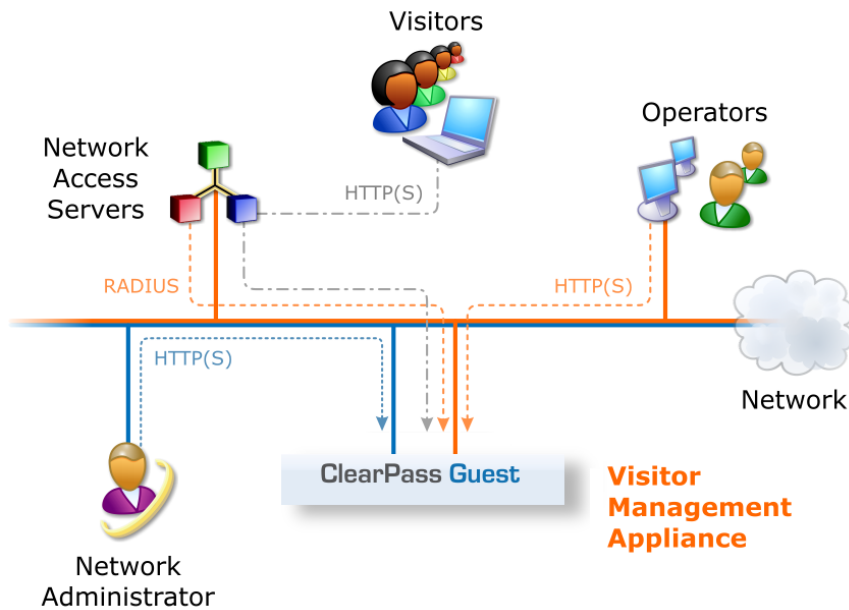 Visitors
Operators
Network
Access
Servers
HTTP(S)
RADIUS
HTTP(S)
HTTP(S)
Network
ClearPass Guest
Visitor
Management
Appliance
Network
Administrator